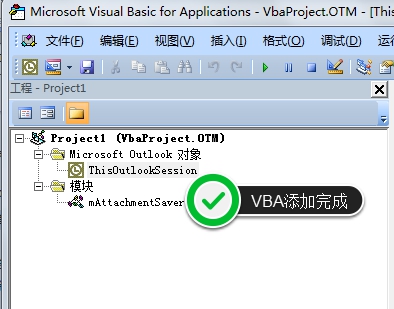 Microsoft Visual Basic for Applications - VbaProject.OTM - [This
文件(F) 编辑(E) 视图(V) 插入(I) 格式(O) 调试(D) 运行
工程 - Project1
Project1 (VbaProject.OTM)
Microsoft Outlook 对象
ThisOutlookSession
模块
mAttachmentSaver
VBA添加完成